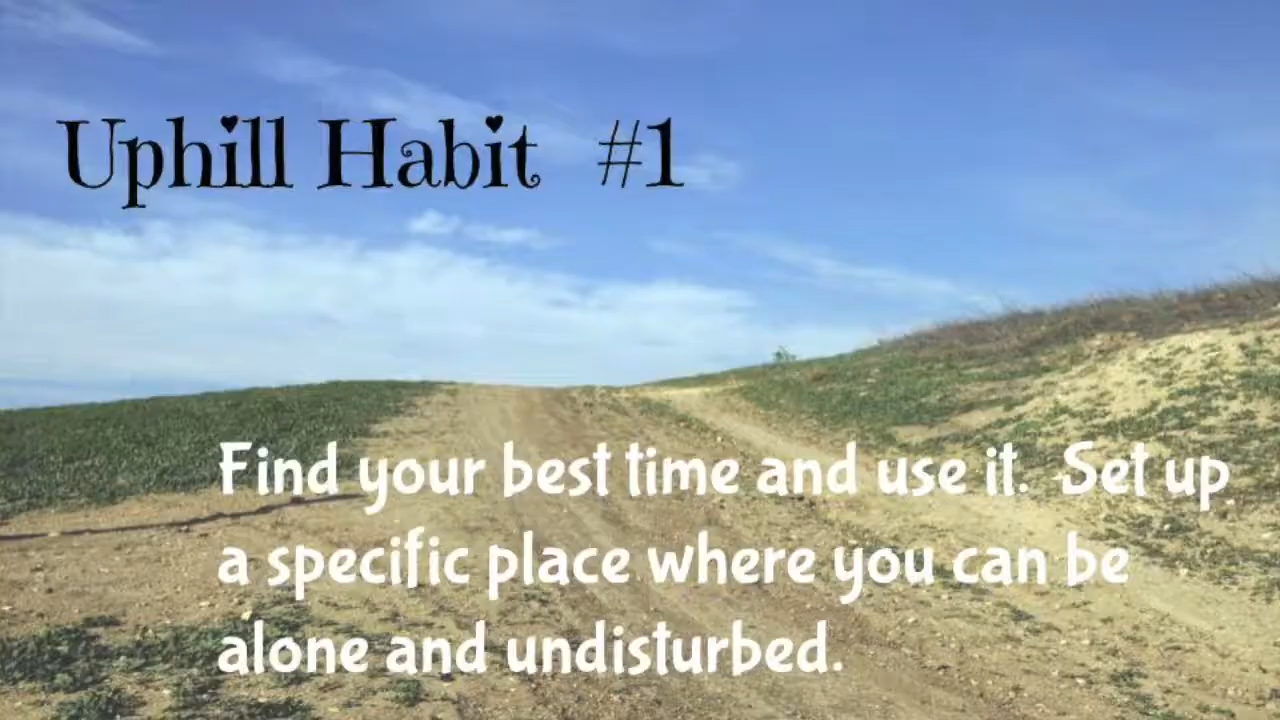 Uphill Habit #1
Find your best time and use it. Set up
a specific place where you can be
alone and undisturbed.